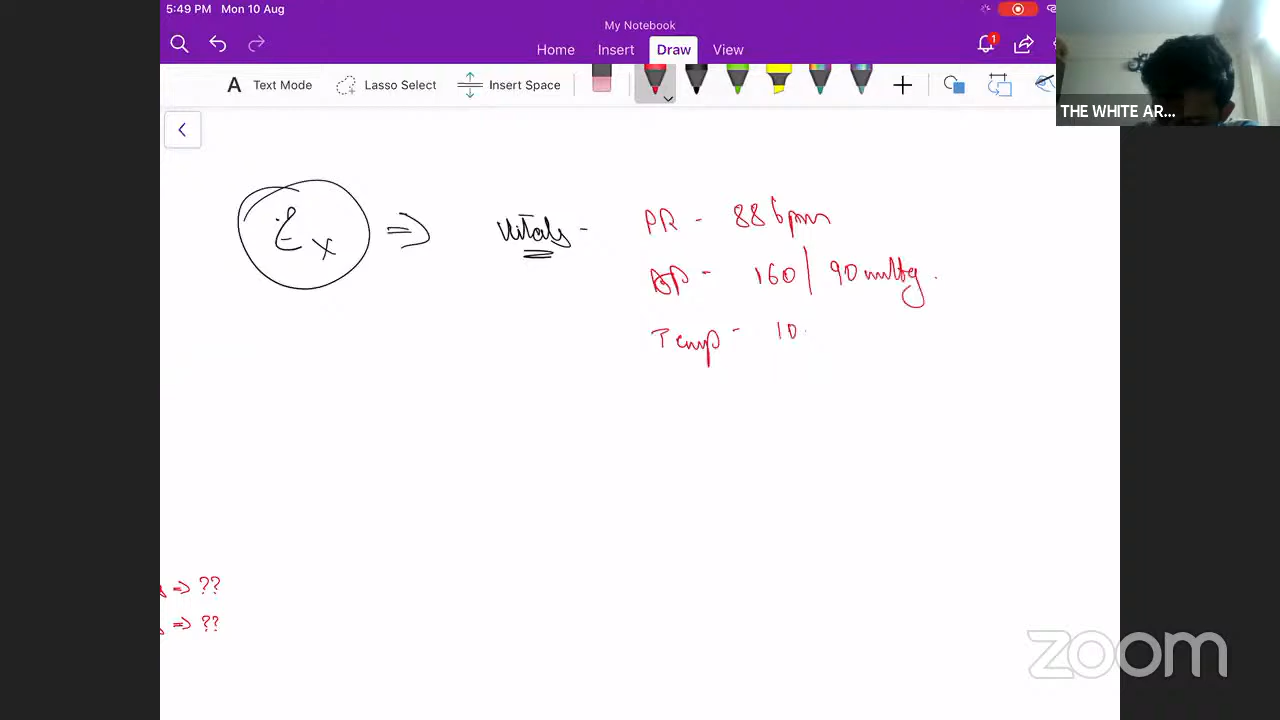 5:49 PM Mon 10 Aug
My Notebook
Home Insert Draw View
1
A Text Mode Lasso Select Insert Space
THE WHITE AR...
Ex ⇒ Vitals - PR - 88 bpm
BP - 160 | 90 mmHg.
Temp - 10.
⇒ ??
⇒ ??
zoom